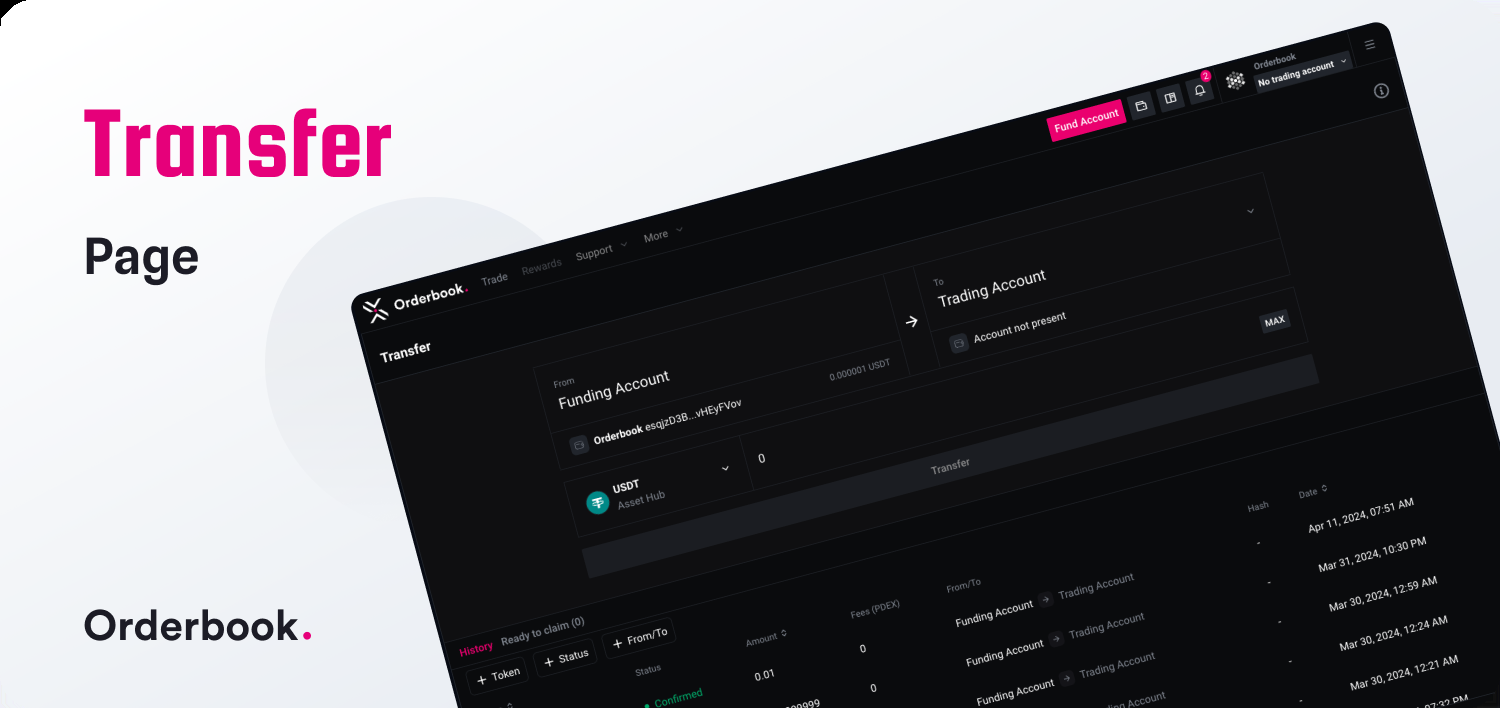 Transfer
Page
Orderbook.
Orderbook.
Trade
Rewards
Support
More
Fund Account
2
Orderbook
No trading account
Transfer
From
Funding Account
To
Trading Account
Orderbook esqjzD3B...vHEyFVov
0.000001 USDT
Account not present
USDT
Asset Hub
0
MAX
Transfer
History
Ready to claim (0)
+ Token
+ Status
+ From/To
Status
Amount
Fees (PDEX)
From/To
Hash
Date
Confirmed
0.01
0
Funding Account → Trading Account
-
Apr 11, 2024, 07:51 AM
0
Funding Account → Trading Account
-
Mar 31, 2024, 10:30 PM
Funding Account → Trading Account
-
Mar 30, 2024, 12:59 AM
-
Mar 30, 2024, 12:24 AM
-
Mar 30, 2024, 12:21 AM